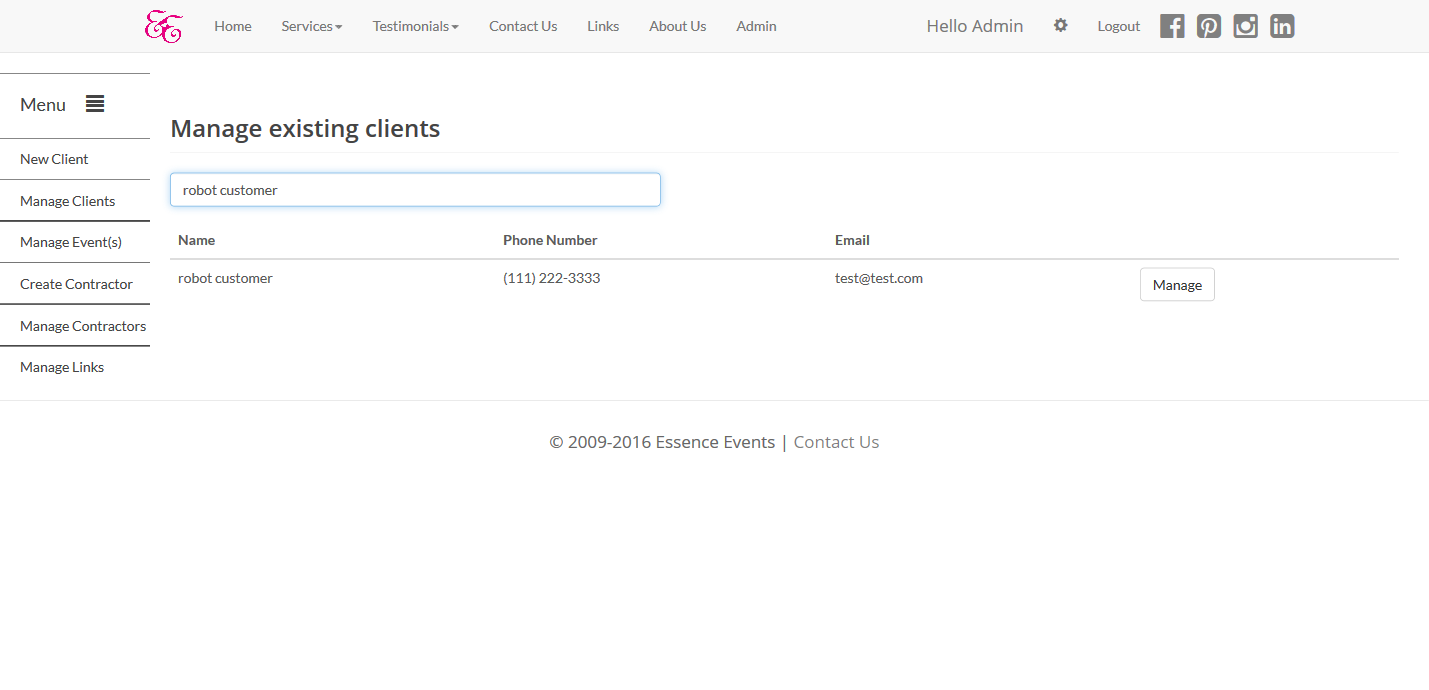 Home Services Testimonials Contact Us Links About Us Admin Hello Admin Logout
Menu
New Client
Manage Clients
Manage Event(s)
Create Contractor
Manage Contractors
Manage Links
Manage existing clients
robot customer
Name Phone Number Email
robot customer (111) 222-3333 test@test.com Manage
© 2009-2016 Essence Events | Contact Us